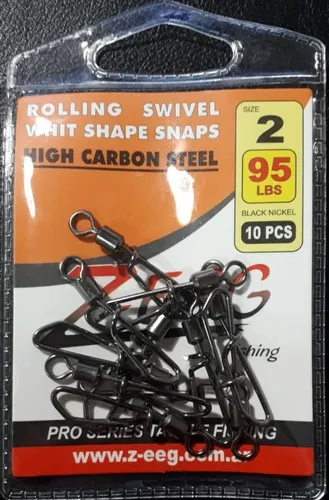 ROLLING SWIVEL
WHIT SHAPE SNAPS
HIGH CARBON STEEL
SIZE
2
95
LBS
BLACK NICKEL
10 PCS
PRO SERIES
www.z-eeg.com